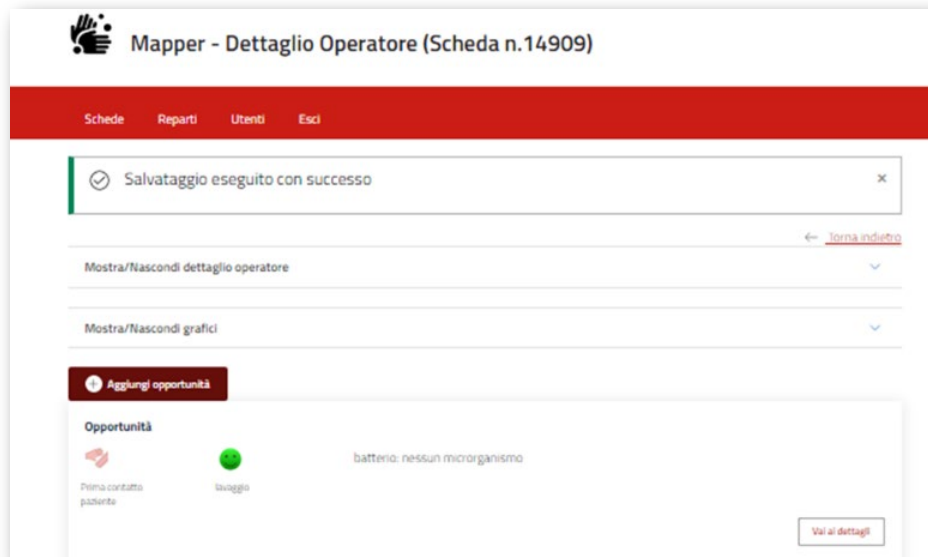 Mapper - Dettaglio Operatore (Scheda n.14909)
Schede Reparti Utenti Esci
Salvataggio eseguito con successo ×
← Torna indietro
Mostra/Nascondi dettaglio operatore
Mostra/Nascondi grafici
+ Aggiungi opportunità
Opportunità
batterio: nessun microrganismo
Prima contatto lavaggio
paziente
Vai ai dettagli